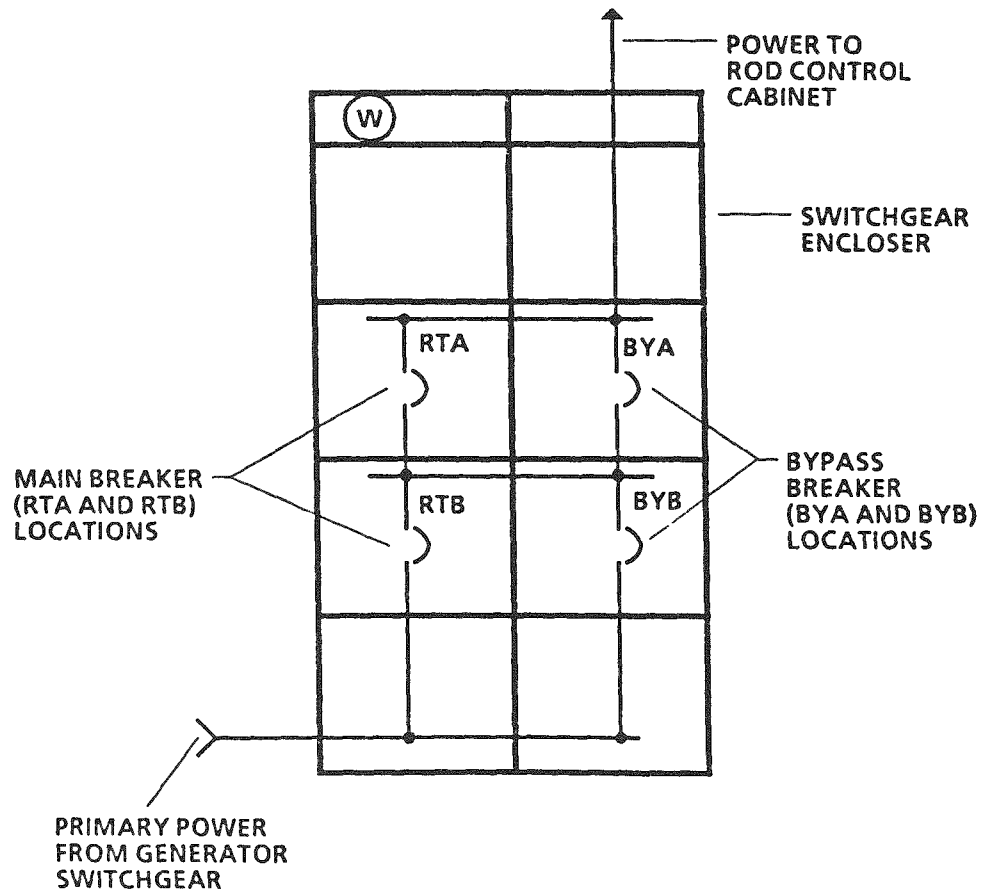 POWER TO
ROD CONTROL
CABINET
W
SWITCHGEAR
ENCLOSER
RTA
BYA
MAIN BREAKER
(RTA AND RTB)
LOCATIONS
RTB
BYB
BYPASS
BREAKER
(BYA AND BYB)
LOCATIONS
PRIMARY POWER
FROM GENERATOR
SWITCHGEAR